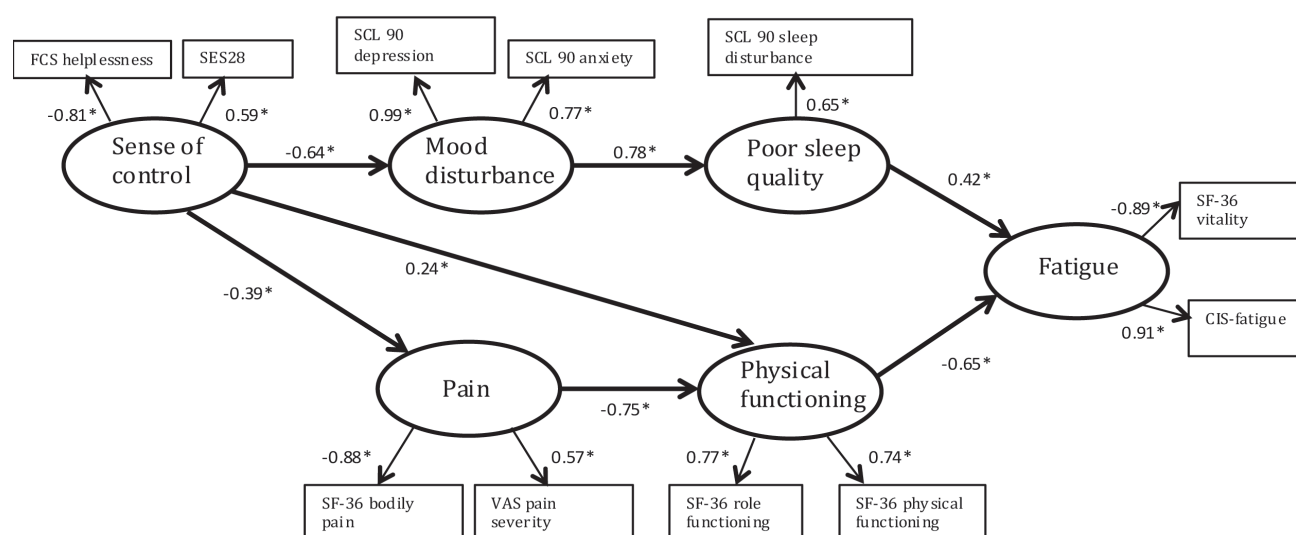 FCS helplessness
SES28
SCL 90
depression
SCL 90 anxiety
SCL 90 sleep
disturbance
-0.81*
0.59*
0.99*
0.77*
0.65*
Sense of
control
-0.64*
Mood
disturbance
0.78*
Poor sleep
quality
0.42*
-0.89*
SF-36
vitality
Fatigue
0.24*
-0.39*
CIS-fatigue
0.91*
Pain
-0.75*
Physical
functioning
-0.65*
-0.88*
0.57*
0.77*
0.74*
SF-36 bodily
pain
VAS pain
severity
SF-36 role
functioning
SF-36 physical
functioning